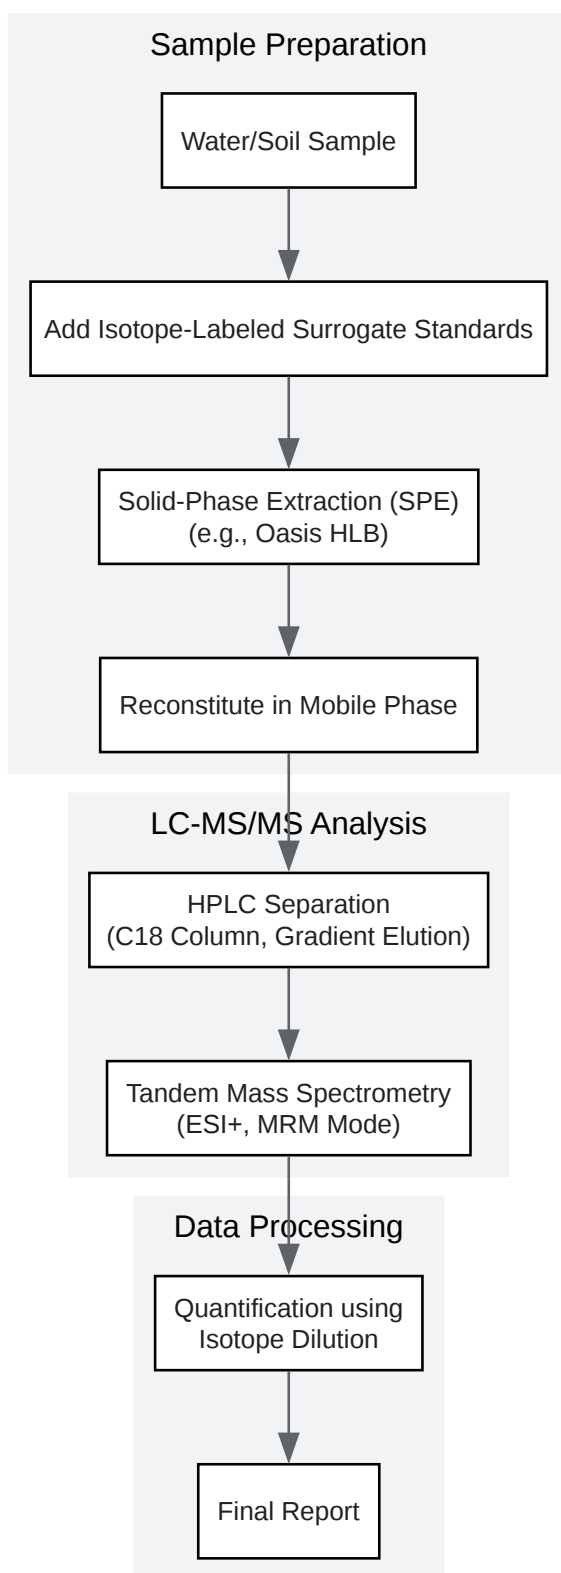 Sample Preparation
Water/Soil Sample
Add Isotope-Labeled Surrogate Standards
Solid-Phase Extraction (SPE)
(e.g., Oasis HLB)
Reconstitute in Mobile Phase
LC-MS/MS Analysis
HPLC Separation
(C18 Column, Gradient Elution)
Tandem Mass Spectrometry
(ESI+, MRM Mode)
Data Processing
Quantification using
Isotope Dilution
Final Report